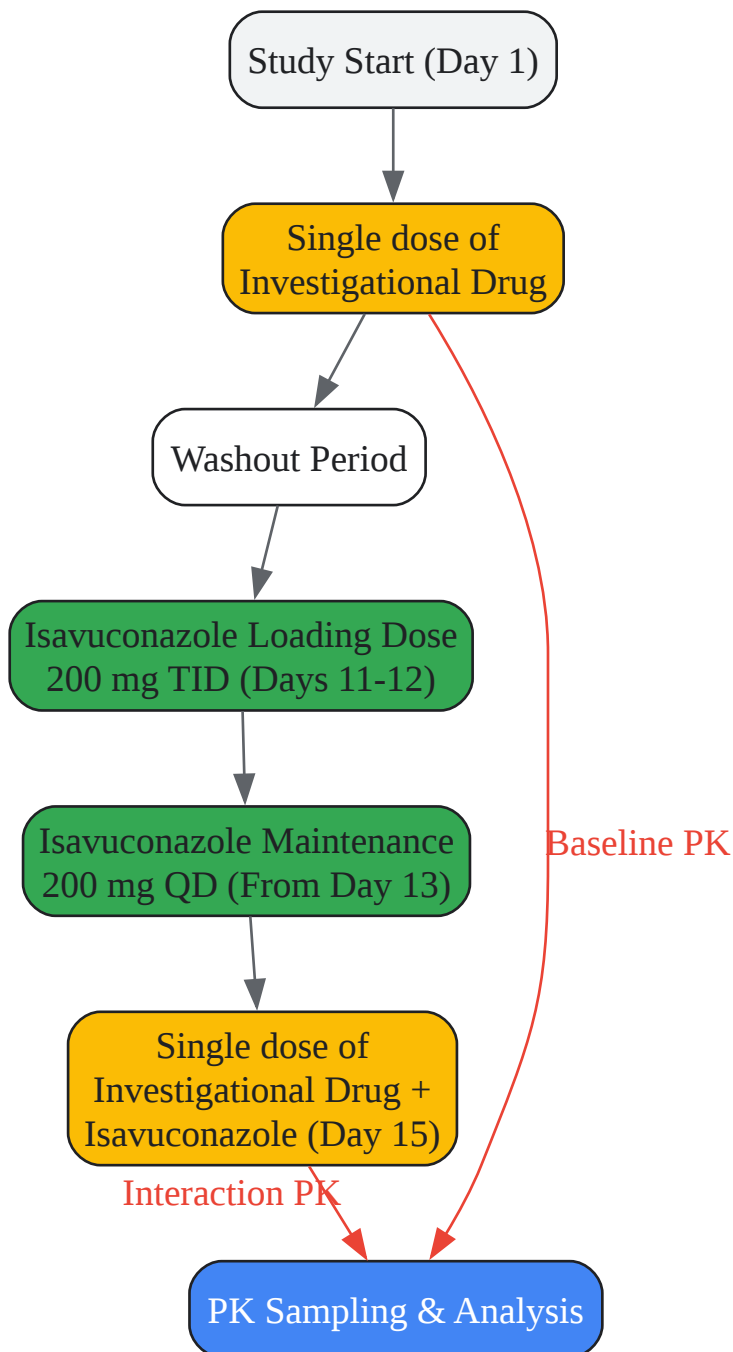 Study Start (Day 1)
Single dose of
Investigational Drug
Washout Period
Isavuconazole Loading Dose
200 mg TID (Days 11-12)
Isavuconazole Maintenance
200 mg QD (From Day 13)
Baseline PK
Single dose of
Investigational Drug +
Isavuconazole (Day 15)
Interaction PK
PK Sampling & Analysis